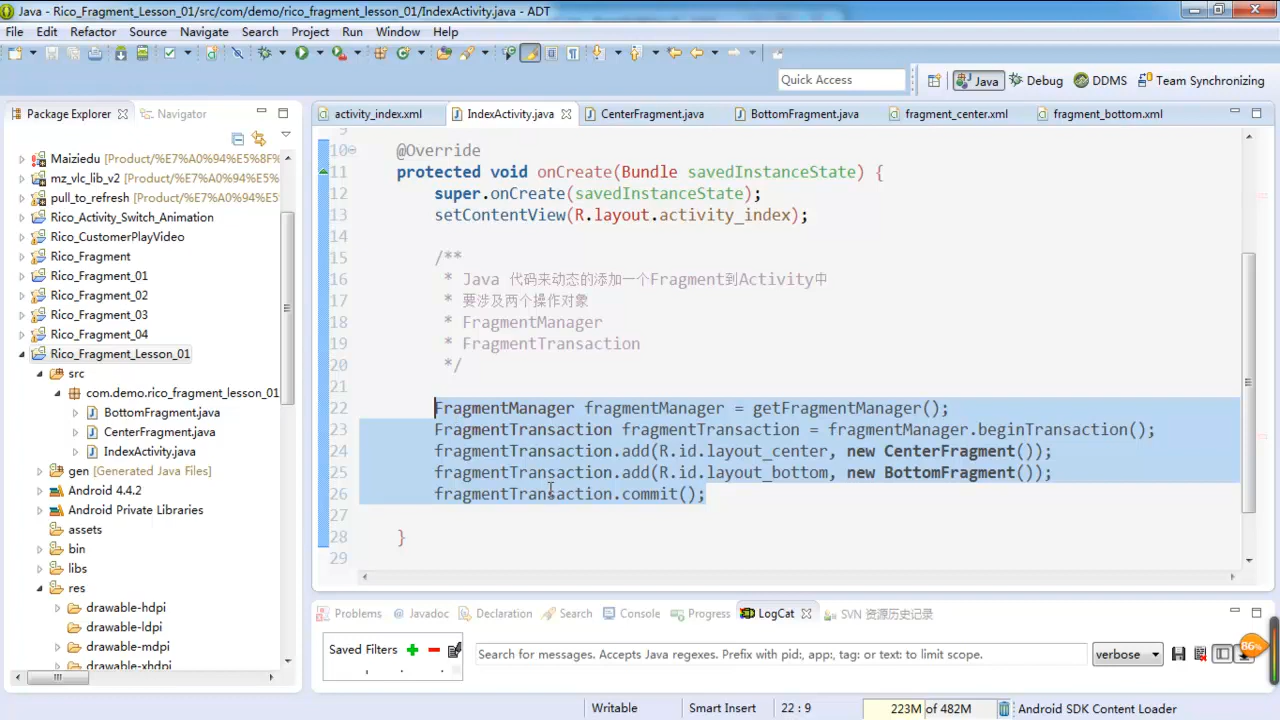 Java - Rico_Fragment_Lesson_01/src/com/demo/rico_fragment_lesson_01/IndexActivity.java - ADT
File Edit Refactor Source Navigate Search Project Run Window Help
Quick Access
Java Debug DDMS Team Synchronizing
Package Explorer Navigator
Maiziedu [/Product/%E7%A0%94%E5%8F%
mz_vlc_lib_v2 [/Product/%E7%A0%94%
pull_to_refresh [/Product/%E7%A0%94%E5
Rico_Activity_Switch_Animation
Rico_CustomerPlayVideo
Rico_Fragment
Rico_Fragment_01
Rico_Fragment_02
Rico_Fragment_03
Rico_Fragment_04
Rico_Fragment_Lesson_01
src
com.demo.rico_fragment_lesson_01
BottomFragment.java
CenterFragment.java
IndexActivity.java
gen [Generated Java Files]
Android 4.4.2
Android Private Libraries
assets
bin
libs
res
drawable-hdpi
drawable-ldpi
drawable-mdpi
drawable-xhdpi
activity_index.xml IndexActivity.java CenterFragment.java BottomFragment.java fragment_center.xml fragment_bottom.xml
9
10 @Override
11 protected void onCreate(Bundle savedInstanceState) {
12 super.onCreate(savedInstanceState);
13 setContentView(R.layout.activity_index);
14
15 /**
16 * Java 代码来动态的添加一个Fragment到Activity中
17 * 要涉及两个操作对象
18 * FragmentManager
19 * FragmentTransaction
20 */
21
22 FragmentManager fragmentManager = getFragmentManager();
23 FragmentTransaction fragmentTransaction = fragmentManager.beginTransaction();
24 fragmentTransaction.add(R.id.layout_center, new CenterFragment());
25 fragmentTransaction.add(R.id.layout_bottom, new BottomFragment());
26 fragmentTransaction.commit();
27
28 }
29
Problems Javadoc Declaration Search Console Progress LogCat SVN 资源历史记录
Saved Filters
Search for messages. Accepts Java regexes. Prefix with pid:, app:, tag: or text: to limit scope.
verbose
86%
Writable Smart Insert 22 : 9 223M of 482M Android SDK Content Loader